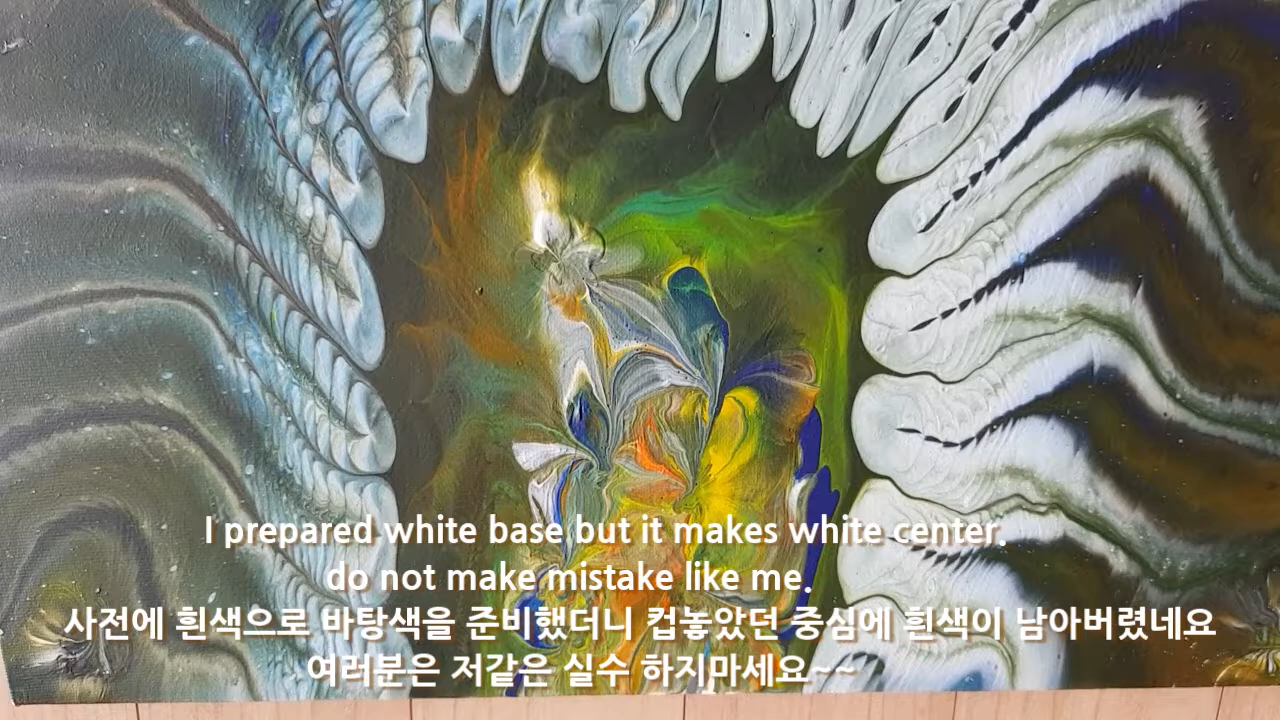 I prepared white base but it makes white center.
do not make mistake like me.
사전에 흰색으로 바탕색을 준비했더니 컵놓았던 중심에 흰색이 남아버렸네요
여러분은 저같은 실수 하지마세요~~